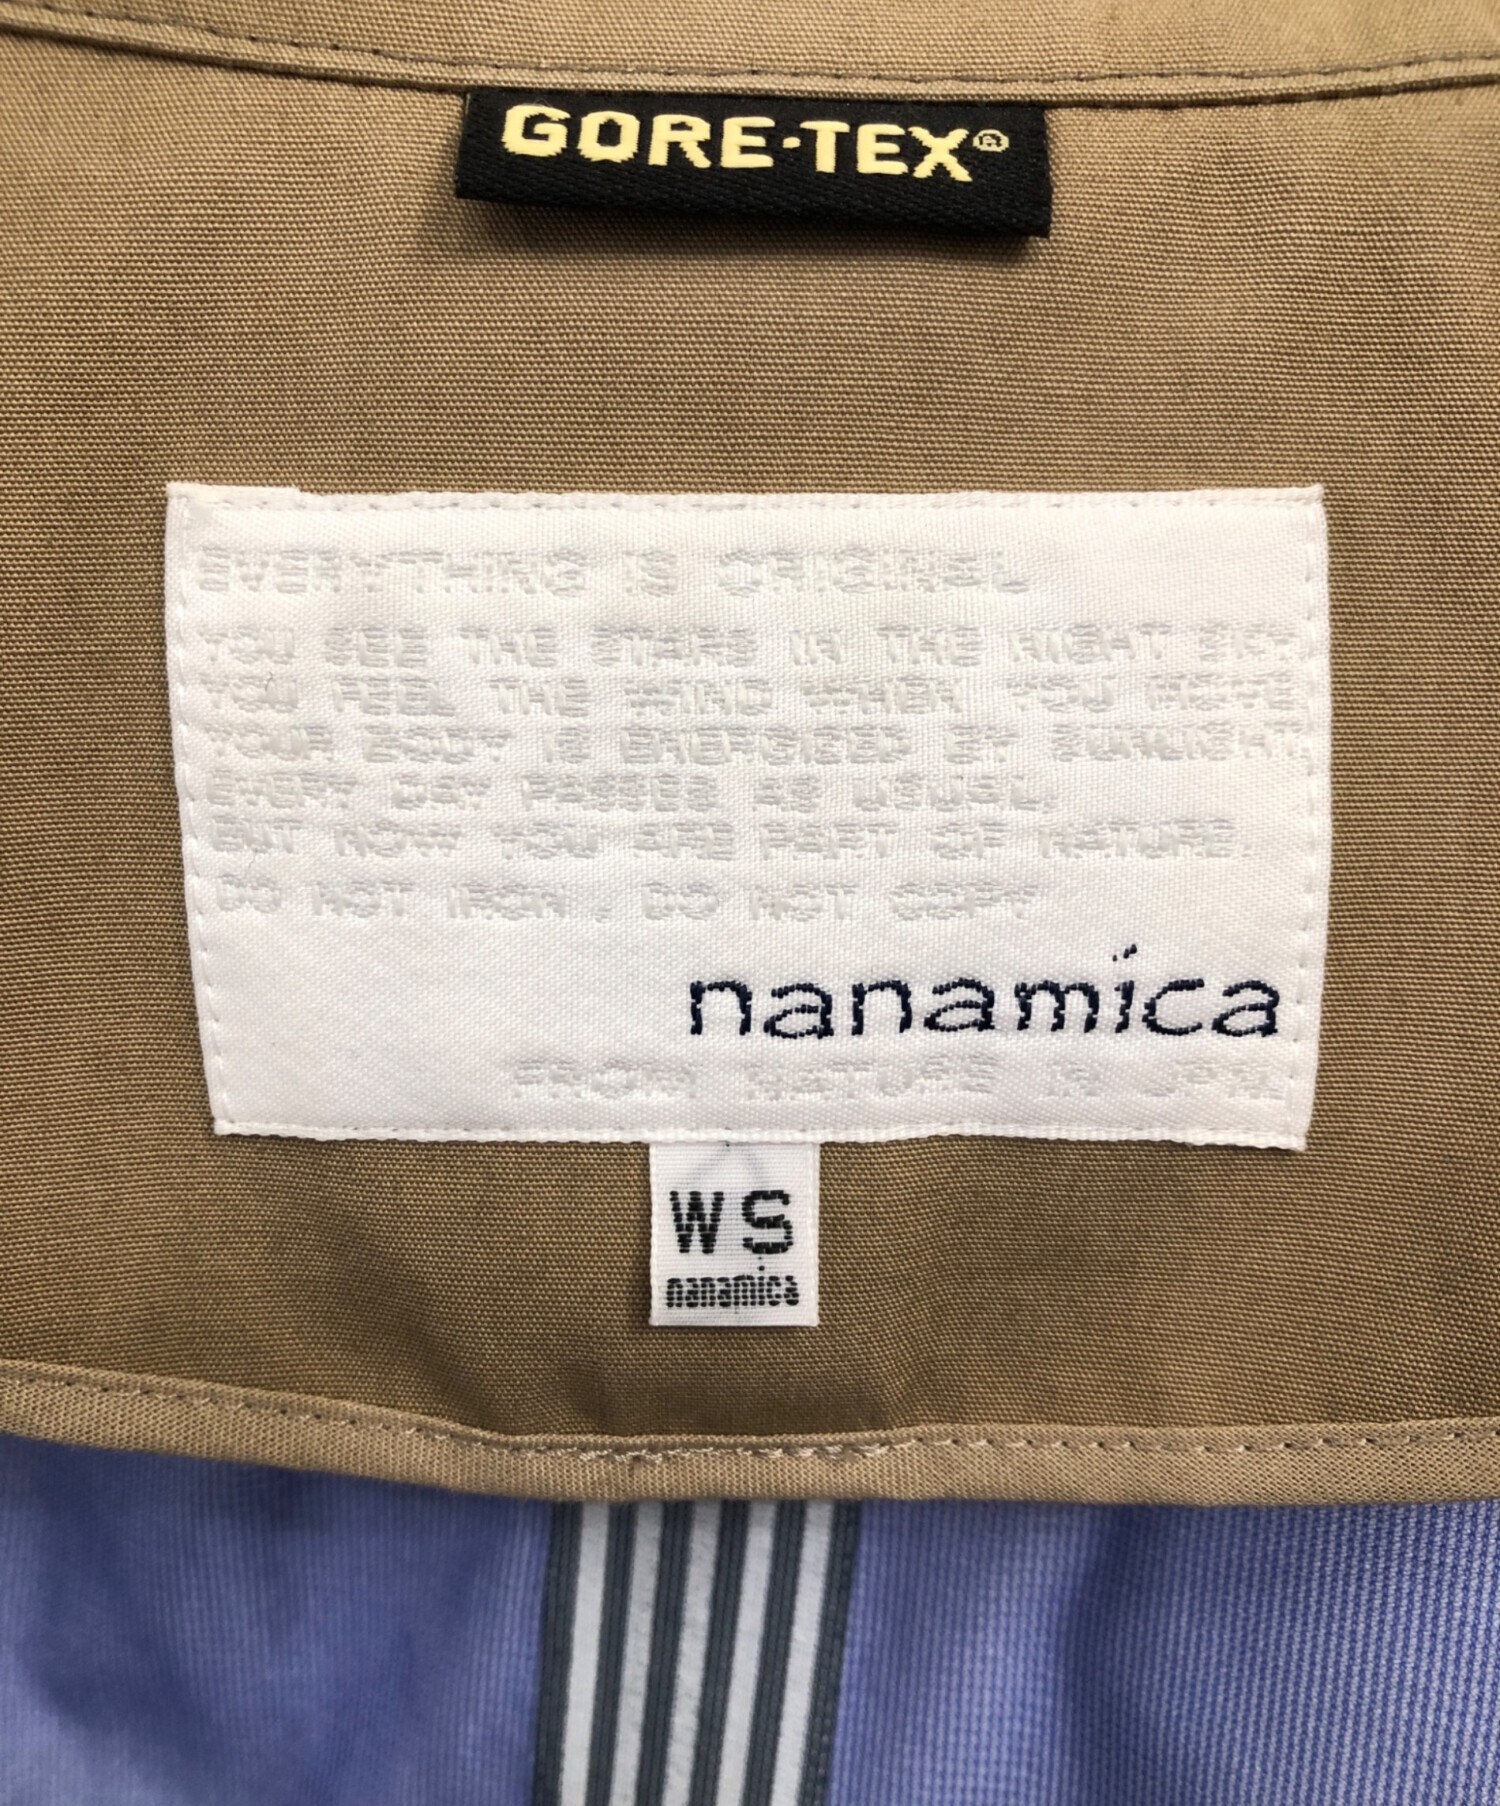 GORE-TEX®
EVERYTHING IS ORIGINAL
YOU SEE THE STARS IN THE NIGHT SKY.
YOU FEEL THE WIND WHEN YOU MOVE.
YOUR BODY IS ENERGIZED BY SUNLIGHT.
EVERY DAY PASSES AS USUAL,
BUT NOW YOU ARE PART OF NATURE.
DO NOT IRON, DO NOT COPY
nanamica
FROM NATURE IN JPN.
WS
nanamica